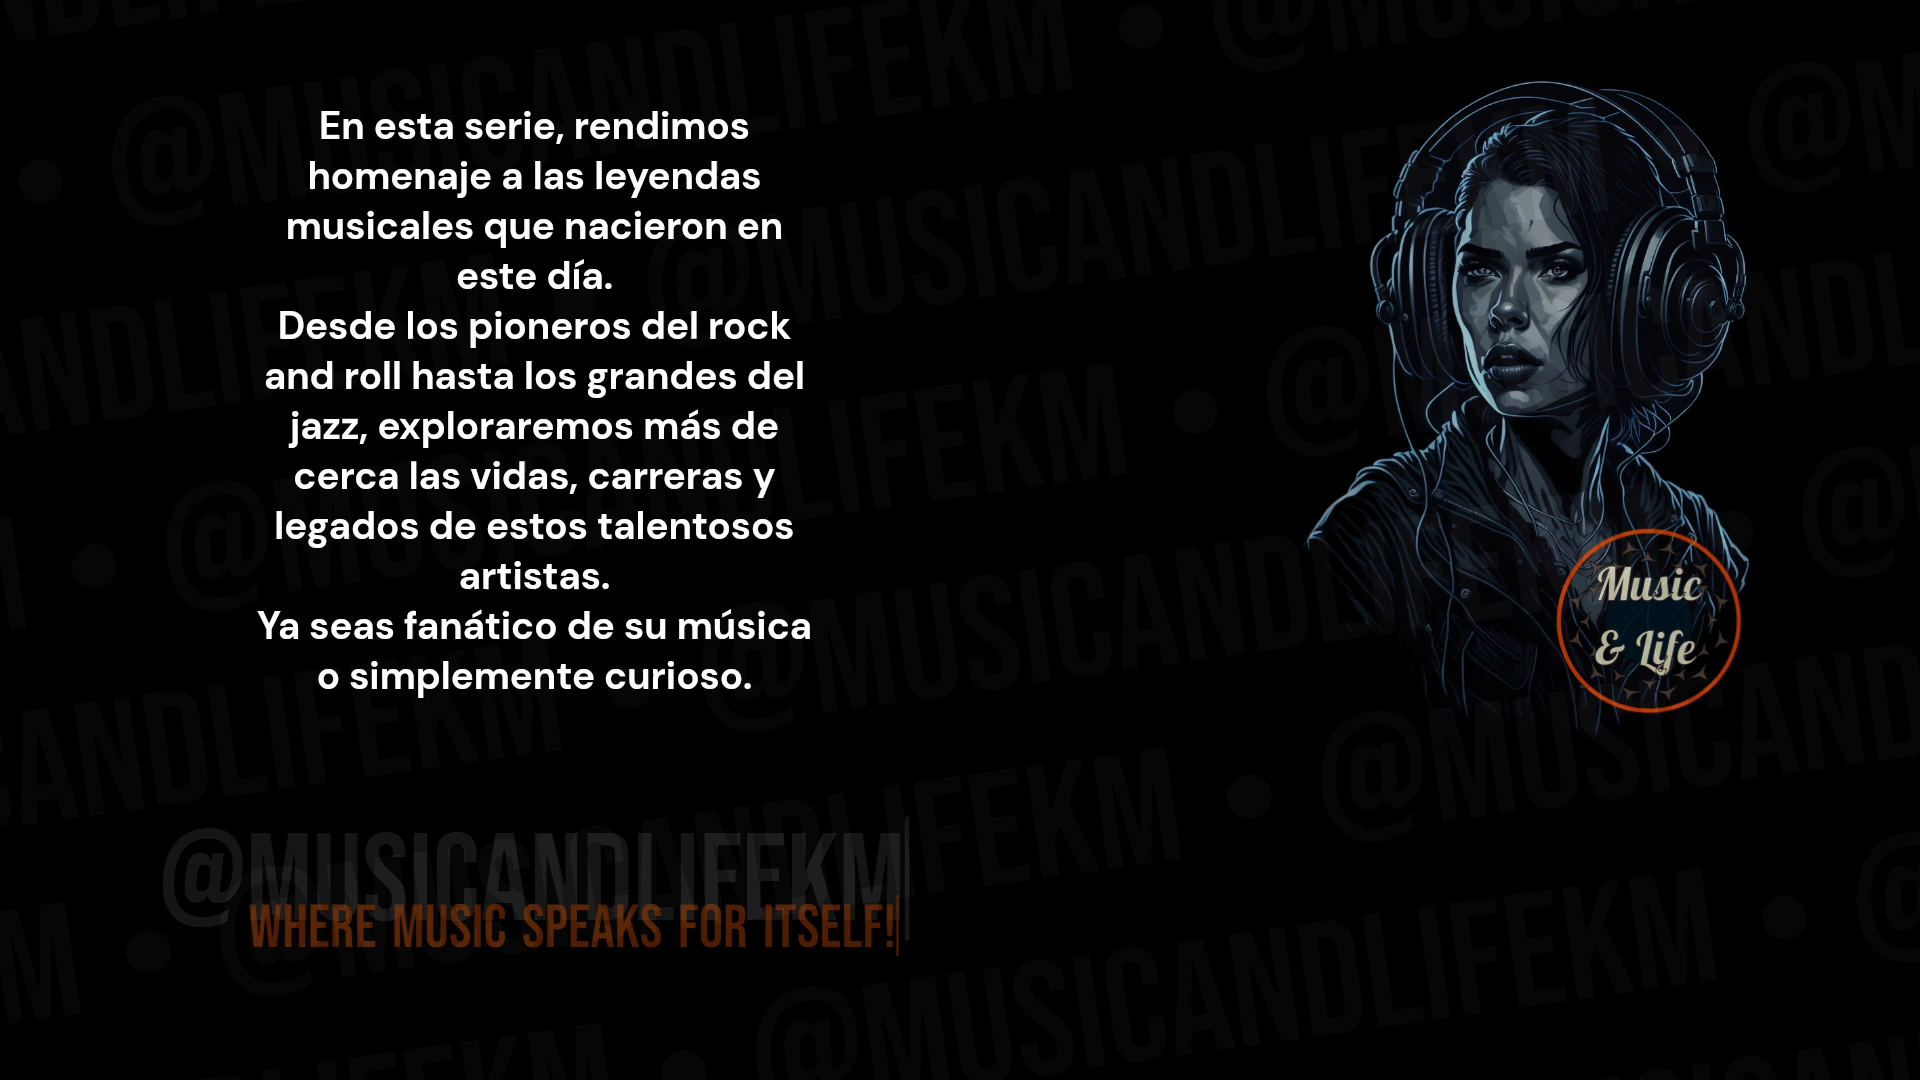 En esta serie, rendimos
homenaje a las leyendas
musicales que nacieron en
este día.
Desde los pioneros del rock
and roll hasta los grandes del
jazz, exploraremos más de
cerca las vidas, carreras y
legados de estos talentosos
artistas.
Ya seas fanático de su música
o simplemente curioso.
Music
& Life
@MUSICANDLIFEKM
WHERE MUSIC SPEAKS FOR ITSELF!